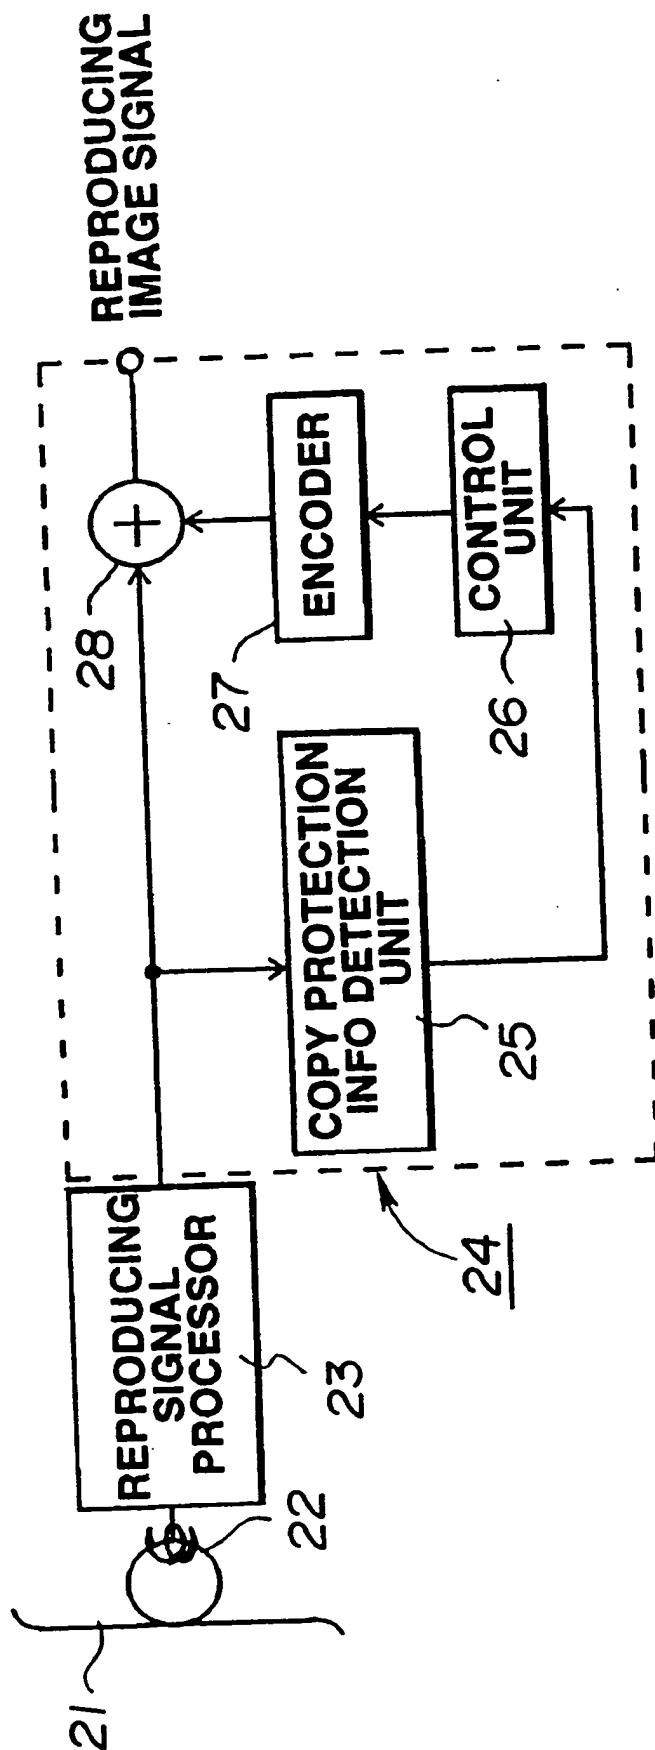 21
22
REPRODUCING
SIGNAL
PROCESSOR
23
24
COPY PROTECTION
INFO DETECTION
UNIT
25
28
27
ENCODER
26
CONTROL
UNIT
REPRODUCING
IMAGE SIGNAL